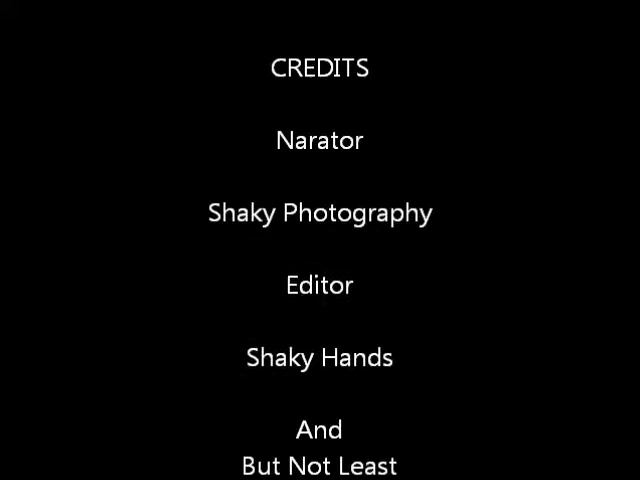 CREDITS
Narator
Shaky Photography
Editor
Shaky Hands
And
But Not Least